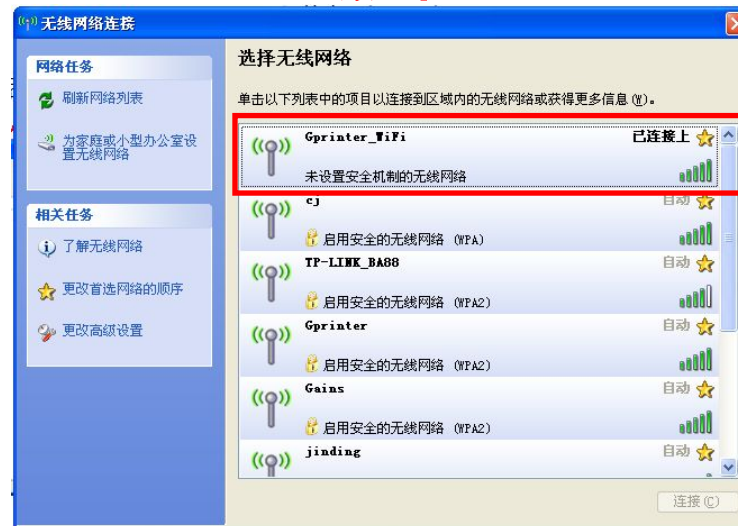 无线网络连接
网络任务
刷新网络列表
为家庭或小型办公室设
置无线网络
相关任务
了解无线网络
更改首选网络的顺序
更改高级设置
选择无线网络
单击以下列表中的项目以连接到区域内的无线网络或获得更多信息(W)。
Gprinter_WiFi 已连接上
未设置安全机制的无线网络
cj 自动
启用安全的无线网络 (WPA)
TP-LINK_BA88 自动
启用安全的无线网络 (WPA2)
Gprinter 自动
启用安全的无线网络 (WPA2)
Gains 自动
启用安全的无线网络 (WPA2)
jinding 自动
连接(C)